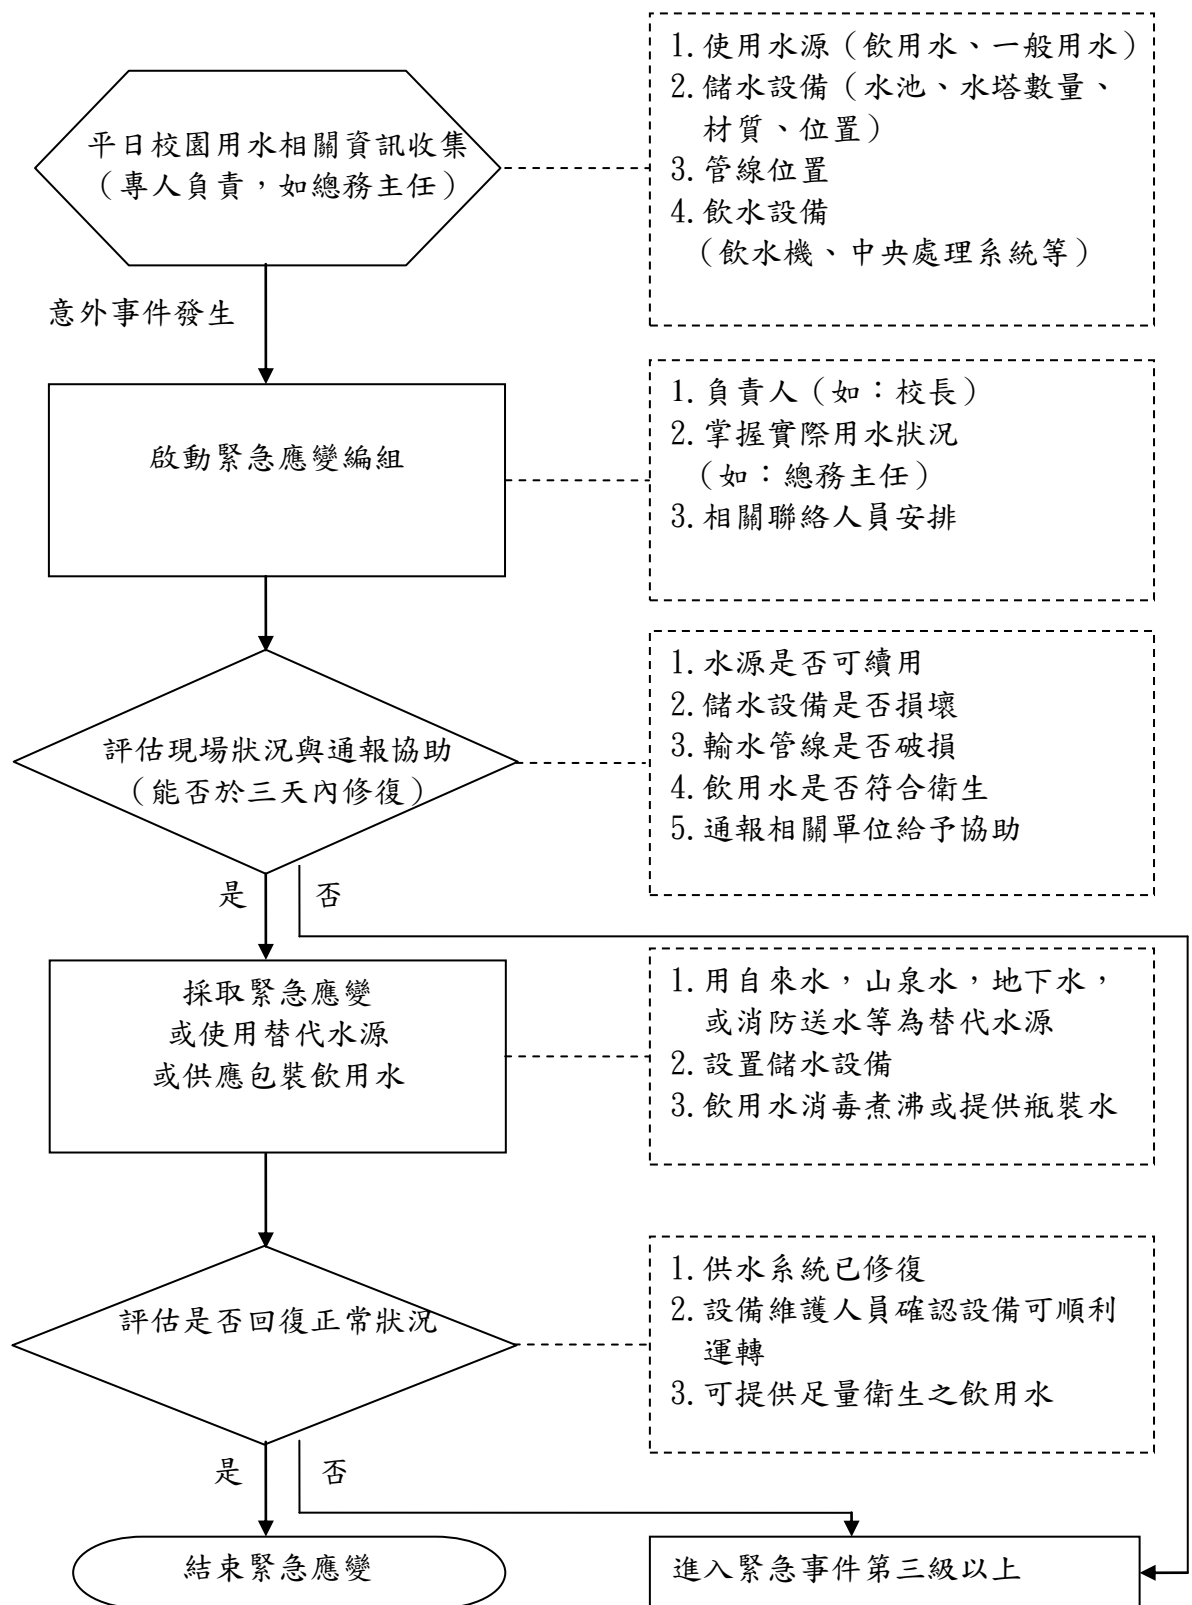 平日校園用水相關資訊收集
（專人負責，如總務主任）
1.使用水源（飲用水、一般用水）
2.儲水設備（水池、水塔數量、
材質、位置）
3.管線位置
4.飲水設備
（飲水機、中央處理系統等）
意外事件發生
啟動緊急應變編組
1.負責人（如：校長）
2.掌握實際用水狀況
（如：總務主任）
3.相關聯絡人員安排
評估現場狀況與通報協助
（能否於三天內修復）
1.水源是否可續用
2.儲水設備是否損壞
3.輸水管線是否破損
4.飲用水是否符合衛生
5.通報相關單位給予協助
是
否
採取緊急應變
或使用替代水源
或供應包裝飲用水
1.用自來水，山泉水，地下水，
或消防送水等為替代水源
2.設置儲水設備
3.飲用水消毒煮沸或提供瓶裝水
評估是否回復正常狀況
1.供水系統已修復
2.設備維護人員確認設備可順利
運轉
3.可提供足量衛生之飲用水
是
否
結束緊急應變
進入緊急事件第三級以上